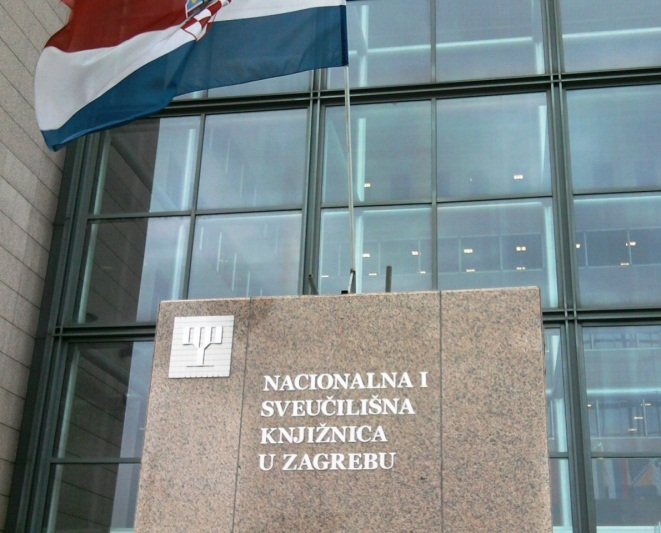 NACIONALNA I
SVEUČILIŠNA
KNJIŽNICA
U ZAGREBU